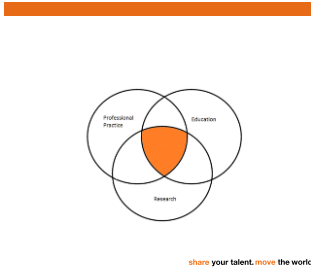 Professional
Practice
Education
Research
share your talent. move the world